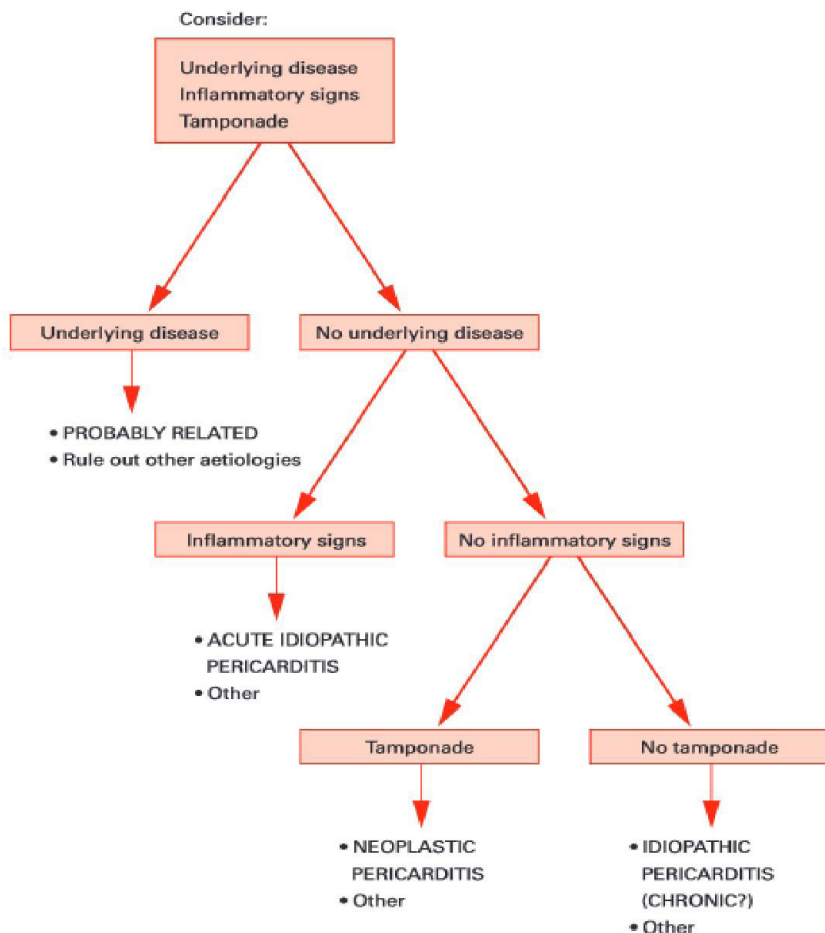 Consider:
Underlying disease
Inflammatory signs
Tamponade
Underlying disease
No underlying disease
• PROBABLY RELATED
• Rule out other aetiologies
Inflammatory signs
No inflammatory signs
• ACUTE IDIOPATHIC
PERICARDITIS
• Other
Tamponade
No tamponade
• NEOPLASTIC
PERICARDITIS
• Other
• IDIOPATHIC
PERICARDITIS
(CHRONIC?)
• Other